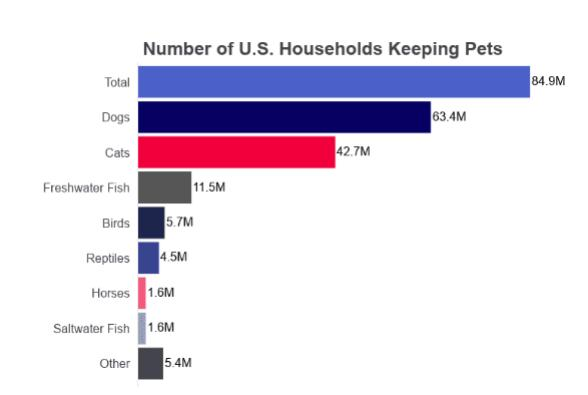 Number of U.S. Households Keeping Pets
Total 84.9M
Dogs 63.4M
Cats 42.7M
Freshwater Fish 11.5M
Birds 5.7M
Reptiles 4.5M
Horses 1.6M
Saltwater Fish 1.6M
Other 5.4M